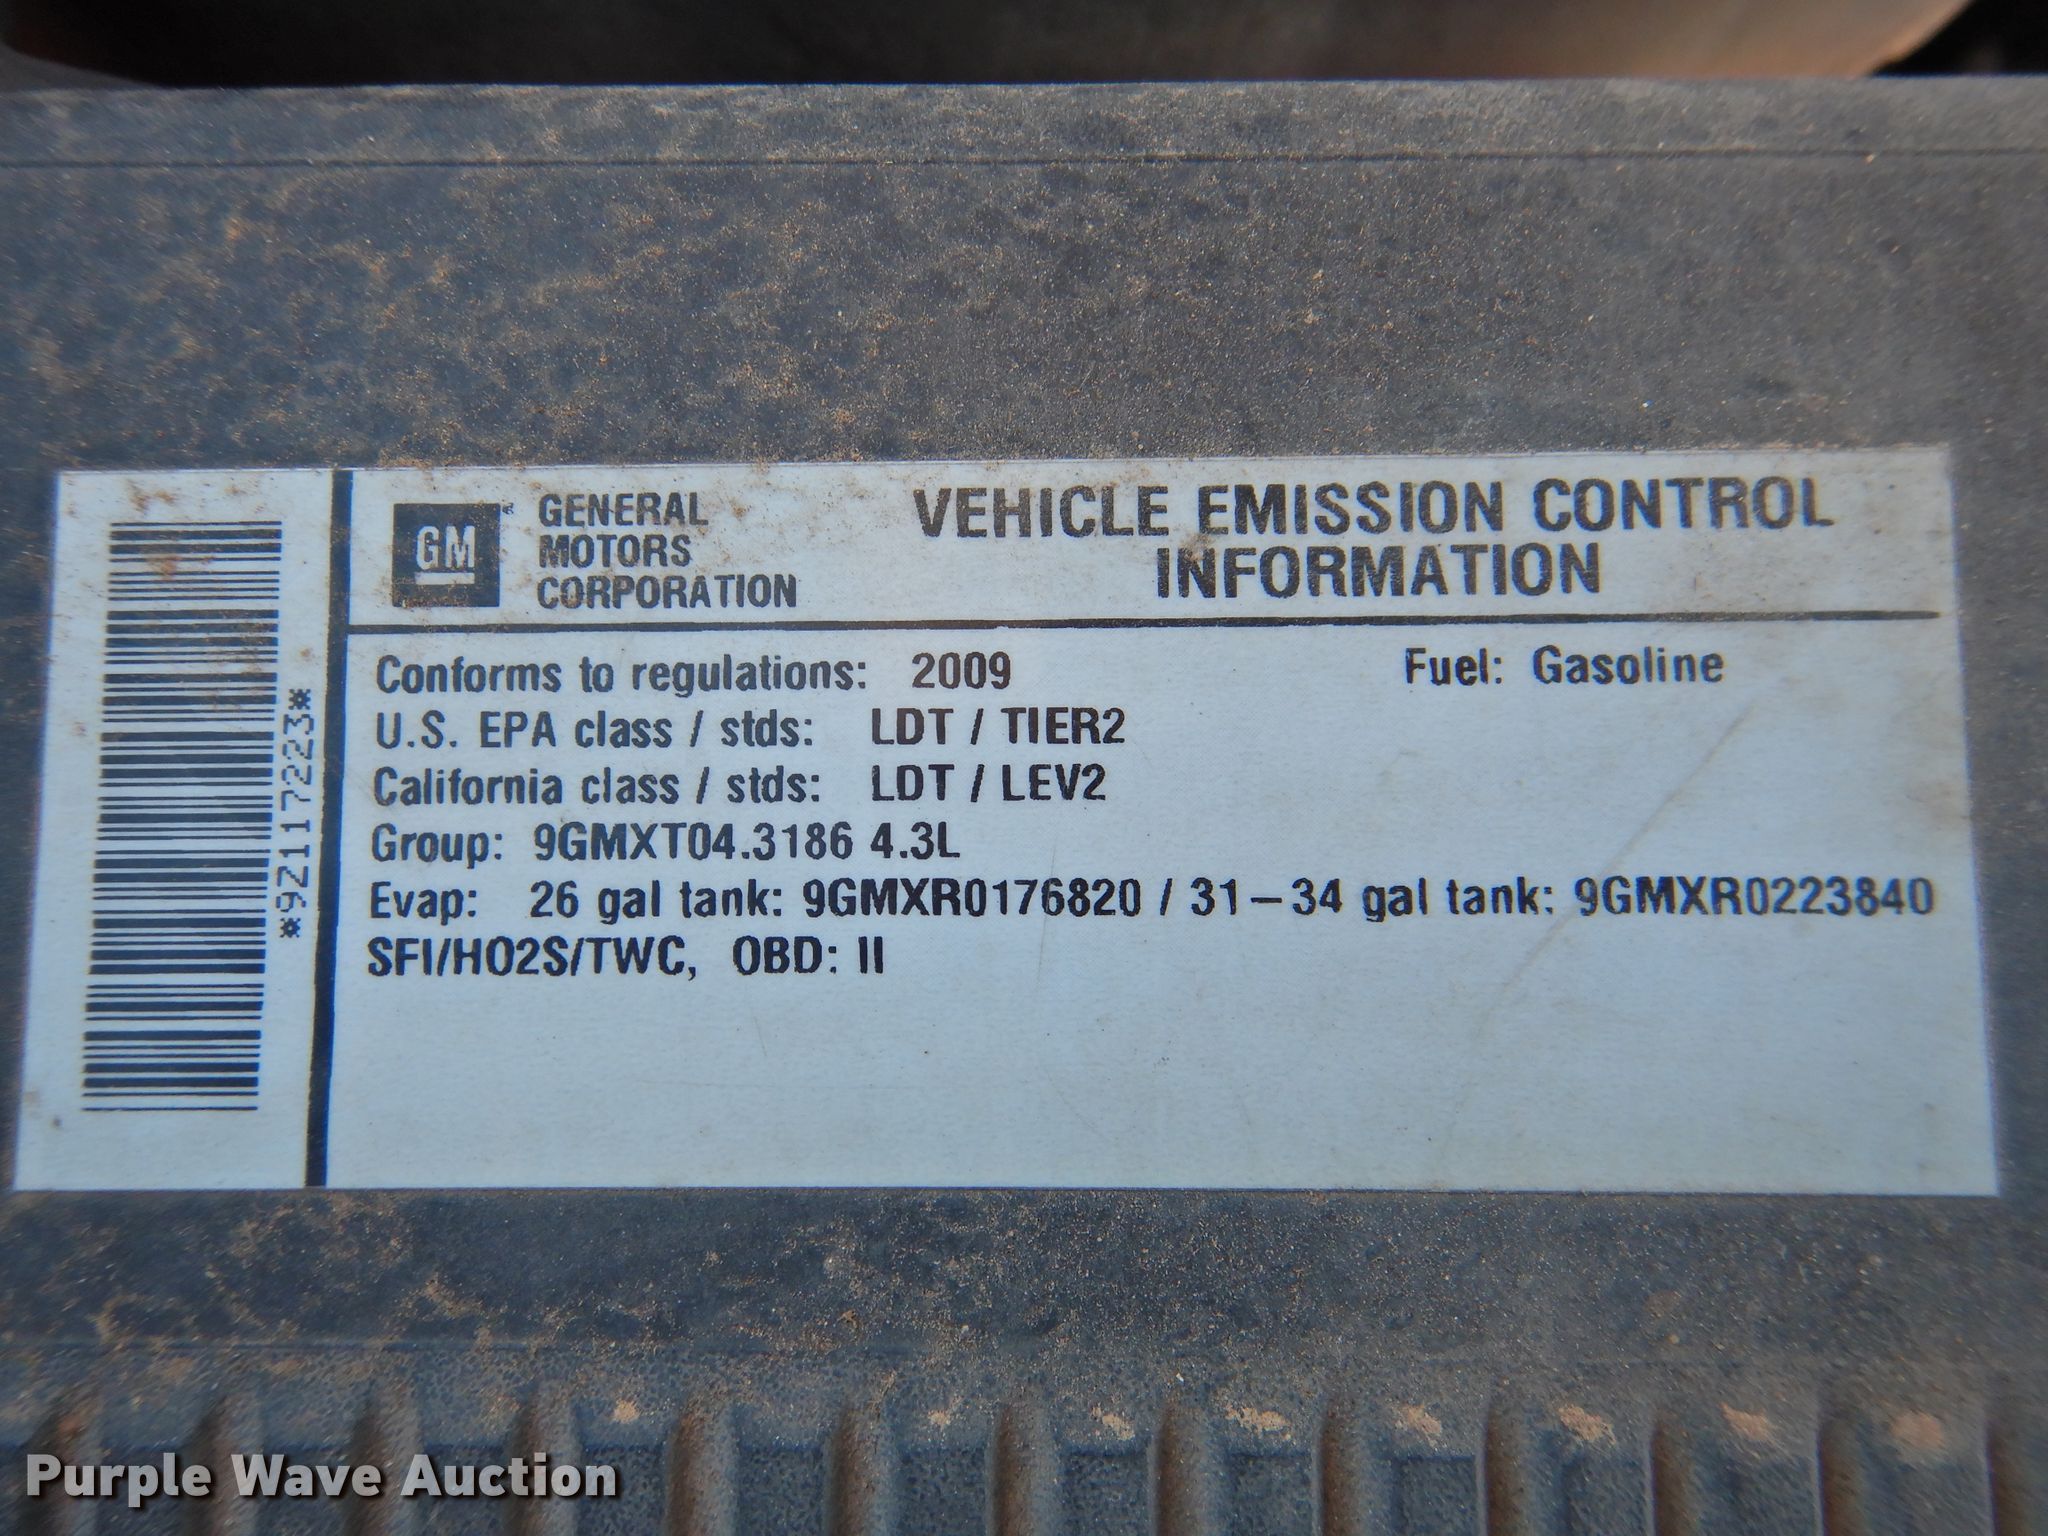 *9Z117223*
GM
GENERAL
MOTORS
CORPORATION
VEHICLE EMISSION CONTROL
INFORMATION
Conforms to regulations: 2009 Fuel: Gasoline
U.S. EPA class / stds: LDT / TIER2
California class / stds: LDT / LEV2
Group: 9GMXT04.3186 4.3L
Evap: 26 gal tank: 9GMXR0176820 / 31-34 gal tank: 9GMXR0223840
SFI/HO2S/TWC, OBD: II
Purple Wave Auction